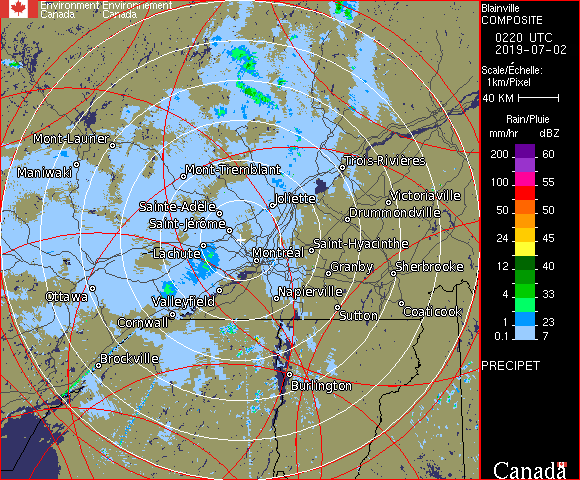 Environment Environnement
Canada Canada
Blainville
COMPOSITE
0220 UTC
2019-07-02
Scale/Échelle:
1km/Pixel
40 KM
Rain/Pluie
mm/hr dBZ
200 60
100 55
50 50
24 45
12 40
4 33
1 23
0.1 7
PRECIPET
Mont-Laurier
Maniwaki
Mont-Tremblant
Trois-Rivières
Sainte-Adèle
Joliette
Victoriaville
Drummondville
Saint-Jérôme
Lachute
Montréal
Saint-Hyacinthe
Granby
Sherbrooke
Ottawa
Valleyfield
Napierville
Cornwall
Sutton
Coaticook
Brockville
Burlington
Canada